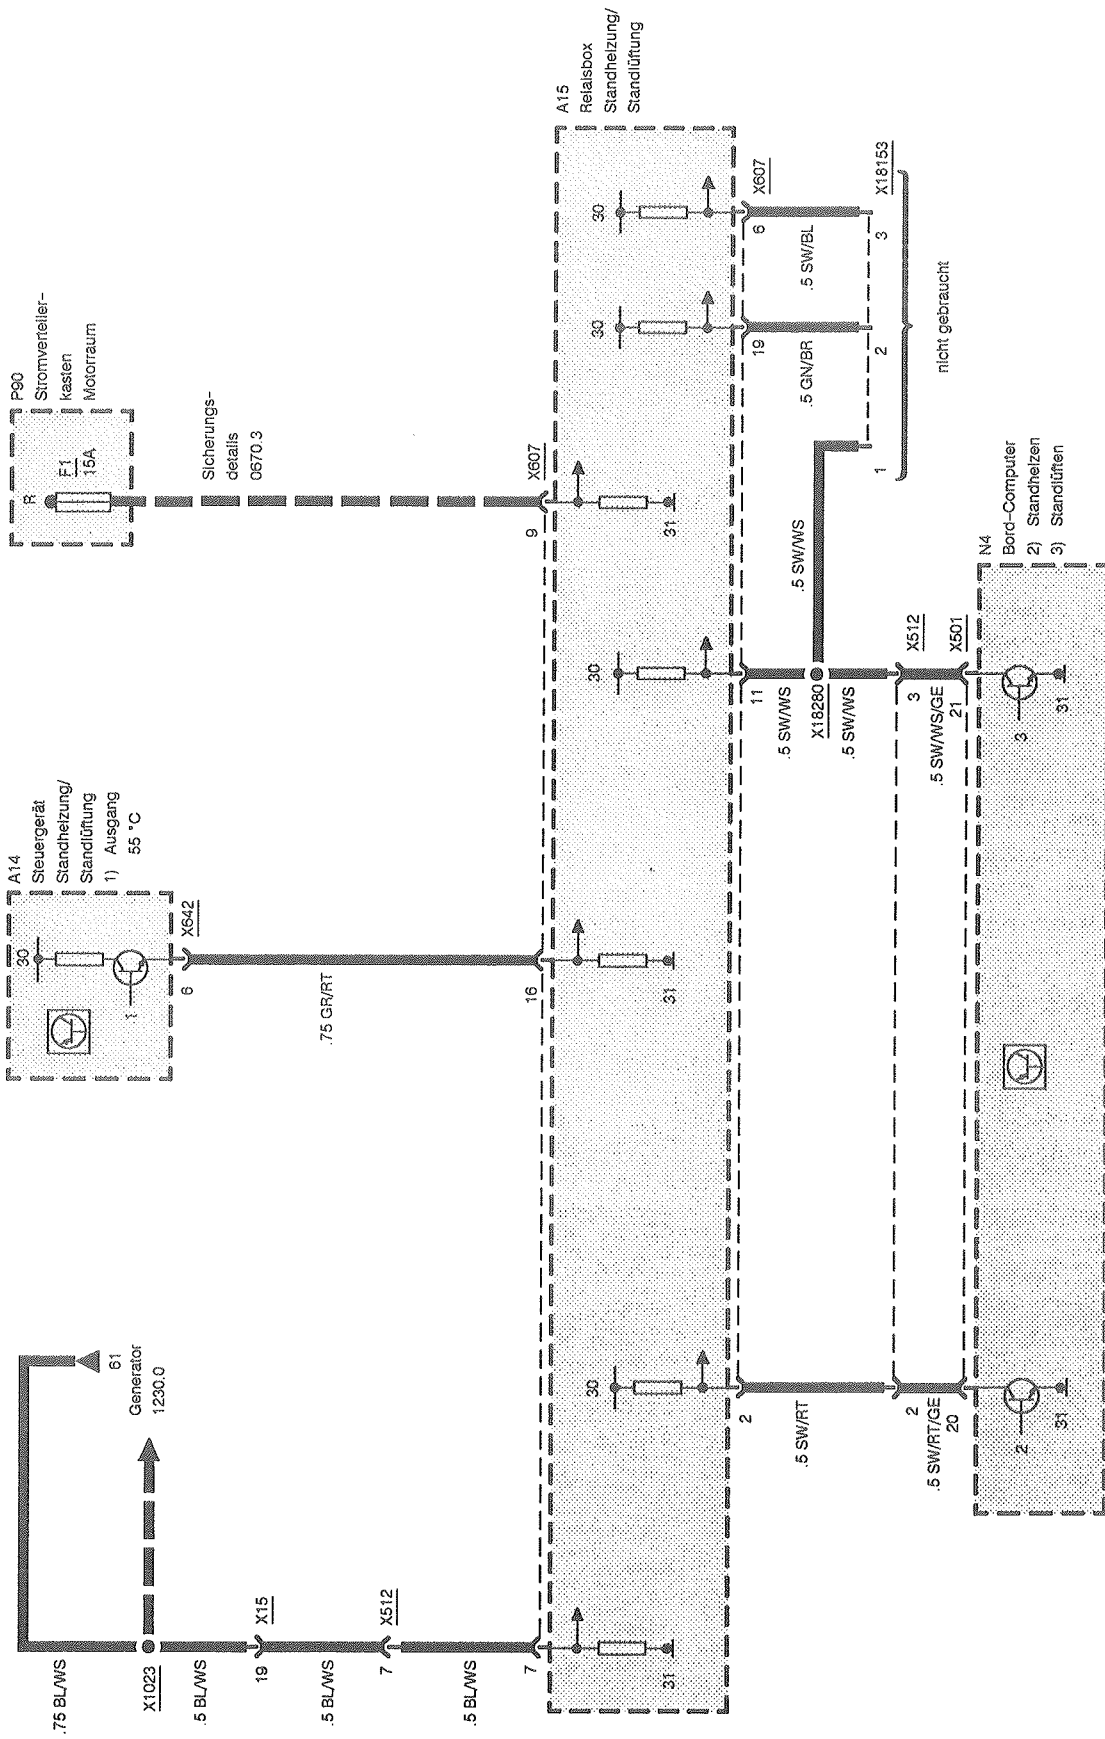 .75 BL/WS
X1023
.5 BL/WS
19
X15
.5 BL/WS
7
X512
.5 BL/WS
7
31
61
Generator
1230.0
A14
Steuergerät
Standheizung/
Standlüftung
1) Ausgang
55 °C
30
1
6
X642
.75 GR/RT
16
31
P90
Stromverteiler-
kasten
Motorraum
R
F1
15A
Sicherungs-
details
0670.3
9
X607
31
A15
Relaisbox
Standheizung/
Standlüftung
30
30
30
30
2
.5 SW/RT
2
.5 SW/RT/GE
20
2
31
11
.5 SW/WS
X18280
.5 SW/WS
.5 SW/WS
3
X512
.5 SW/WS/GE
21
X501
3
31
19
.5 GN/BR
6
X607
.5 SW/BL
1
2
3
X18153
nicht gebraucht
N4
Bord-Computer
2) Standheizen
3) Standlüften